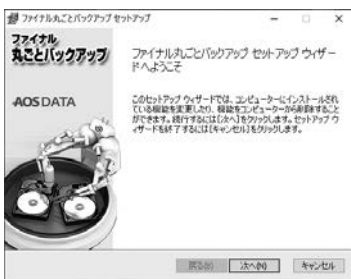 ファイナル丸ごとバックアップ セットアップ
ファイナル
丸ごとバックアップ
AOSDATA
ファイナル丸ごとバックアップ セットアップ ウィザー
ドへようこそ
このセットアップ ウィザードでは、コンピューターにインストールされ
ている機能を変更したり、機能をコンピューターから削除すること
ができます。続行するには[次へ]をクリックします。セットアップ ウ
ィザードを終了するには[キャンセル]をクリックします。
戻る(B) 次へ(N) キャンセル